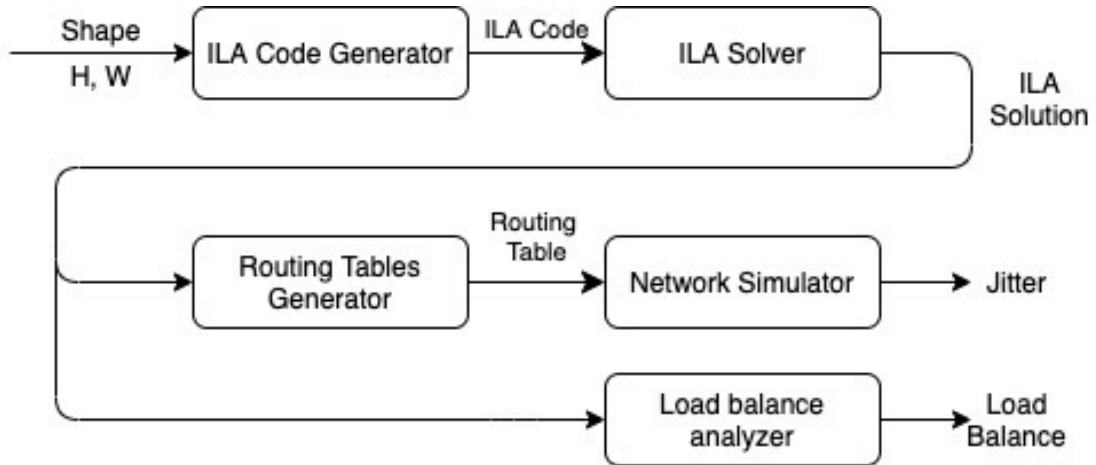 Shape
H, W
ILA Code Generator
ILA Code
ILA Solver
ILA
Solution
Routing Tables
Generator
Routing
Table
Network Simulator
Jitter
Load balance
analyzer
Load
Balance